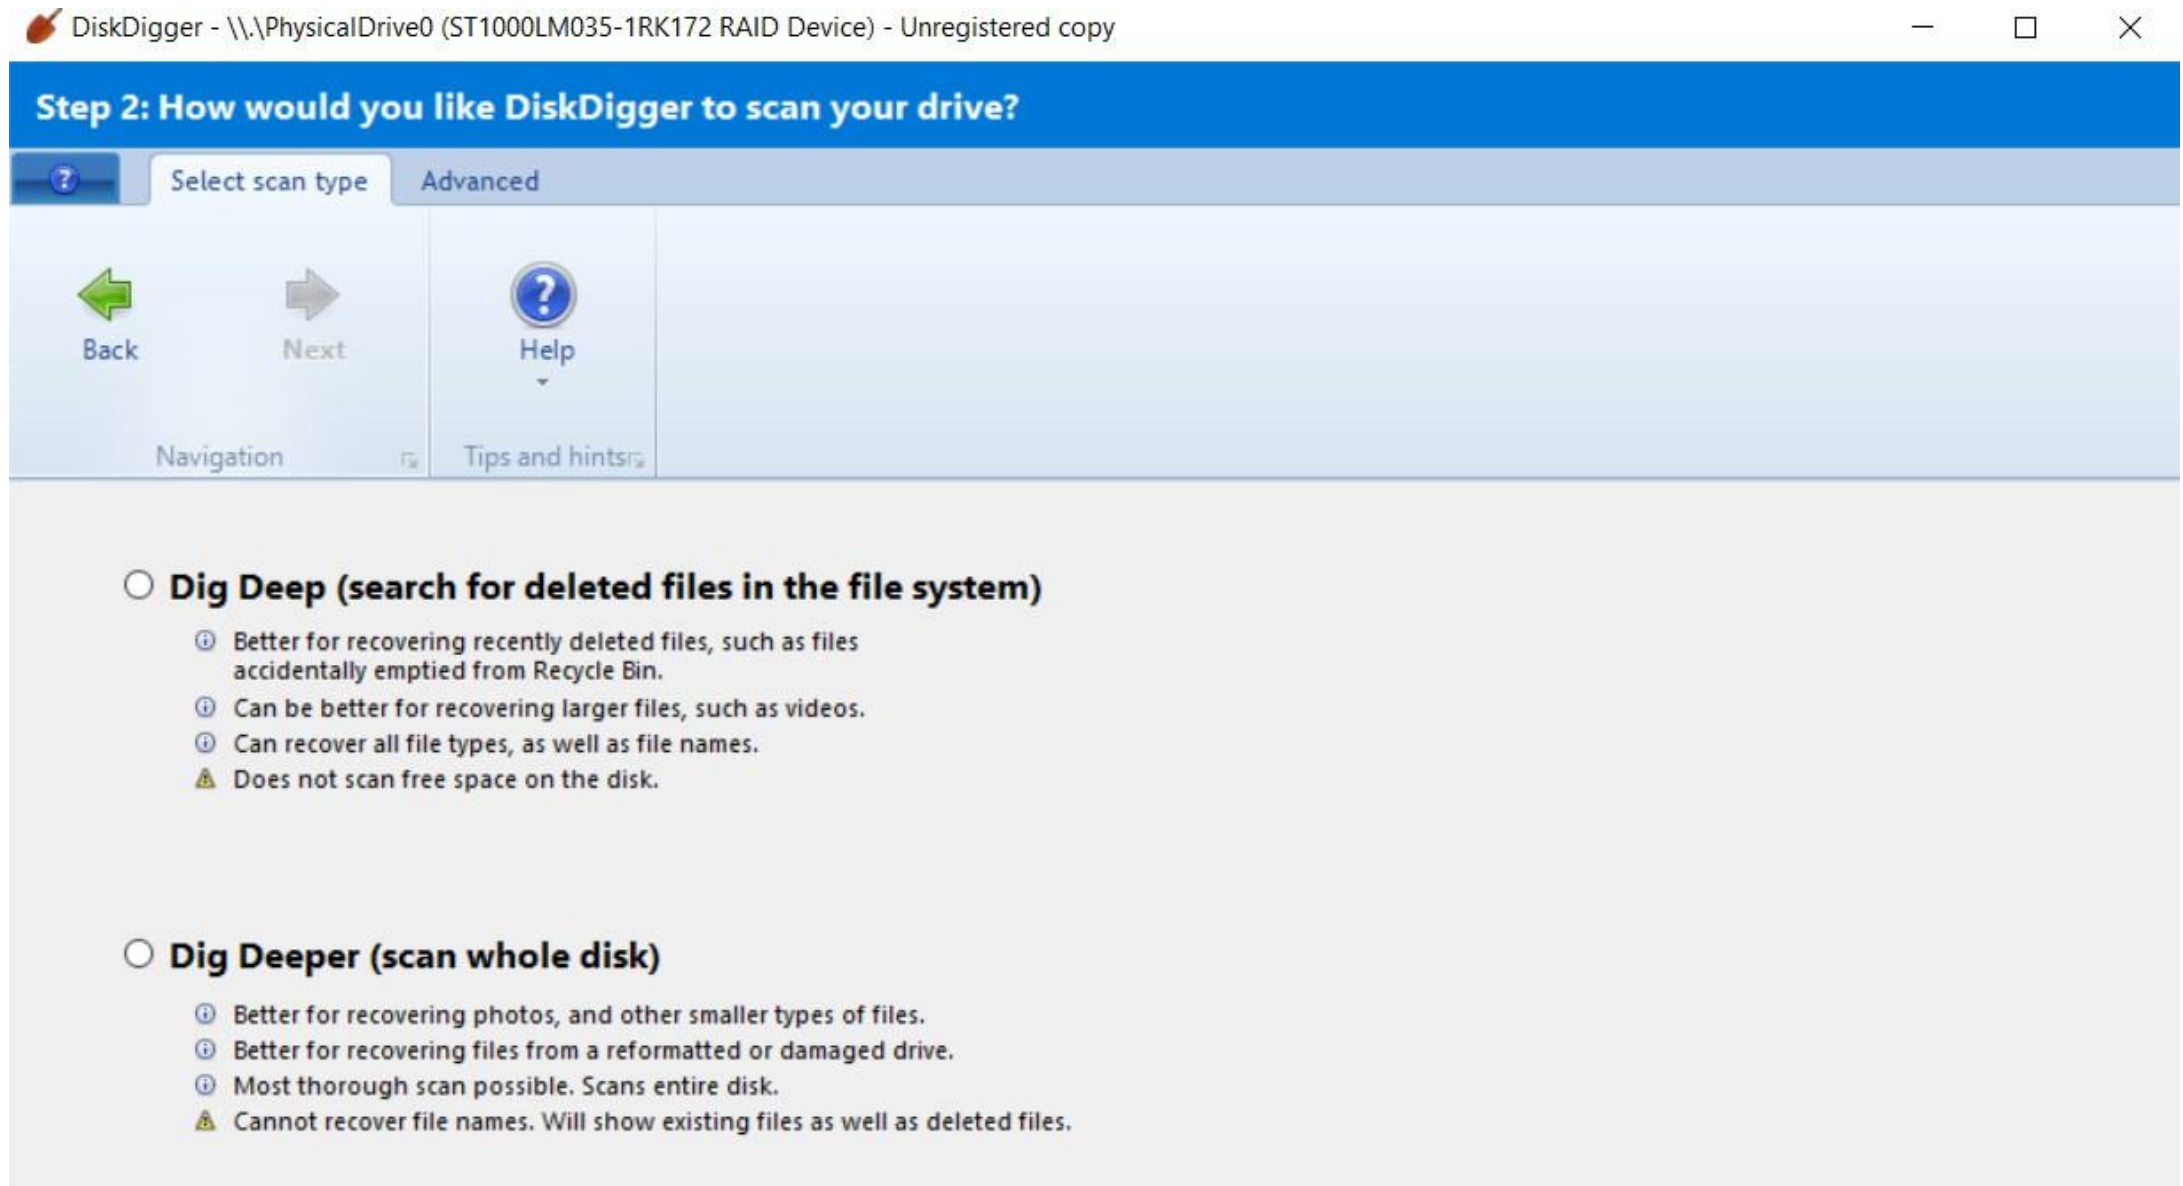 DiskDigger - \\.\PhysicalDrive0 (ST1000LM035-1RK172 RAID Device) - Unregistered copy
Step 2: How would you like DiskDigger to scan your drive?
Select scan type Advanced
Back Next Help
Navigation Tips and hints
Dig Deep (search for deleted files in the file system)
Better for recovering recently deleted files, such as files
accidentally emptied from Recycle Bin.
Can be better for recovering larger files, such as videos.
Can recover all file types, as well as file names.
Does not scan free space on the disk.
Dig Deeper (scan whole disk)
Better for recovering photos, and other smaller types of files.
Better for recovering files from a reformatted or damaged drive.
Most thorough scan possible. Scans entire disk.
Cannot recover file names. Will show existing files as well as deleted files.